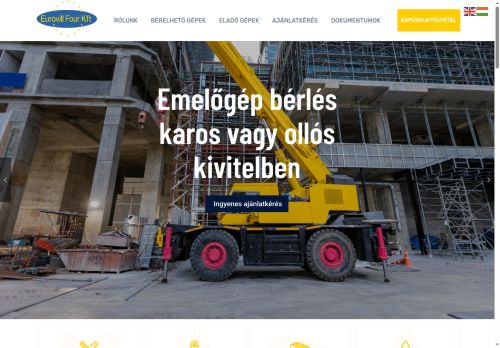 Eurovill Four Kft
RÓLUNK
BÉRELHETŐ GÉPEK
ELADÓ GÉPEK
AJÁNLATKÉRÉS
DOKUMENTUMOK
KAPCSOLATFELVÉTEL
Emelőgép bérlés
karos vagy ollós
kivitelben
Ingyenes ajánlatkérés